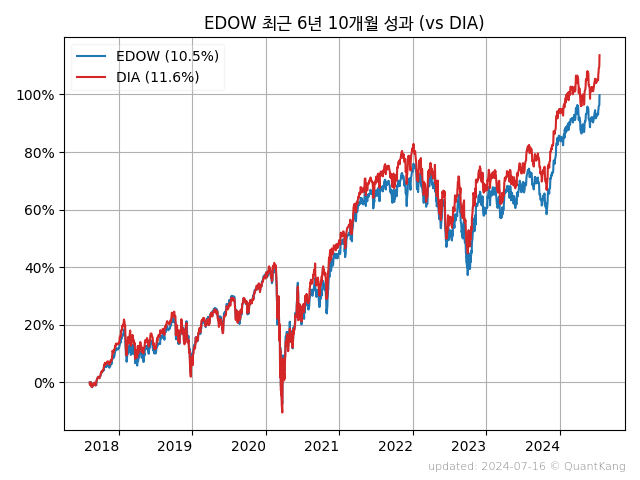 EDOW 최근 6년 10개월 성과 (vs DIA)
EDOW (10.5%)
DIA (11.6%)
100%
80%
60%
40%
20%
0%
2018 2019 2020 2021 2022 2023 2024
updated: 2024-07-16 © QuantKang